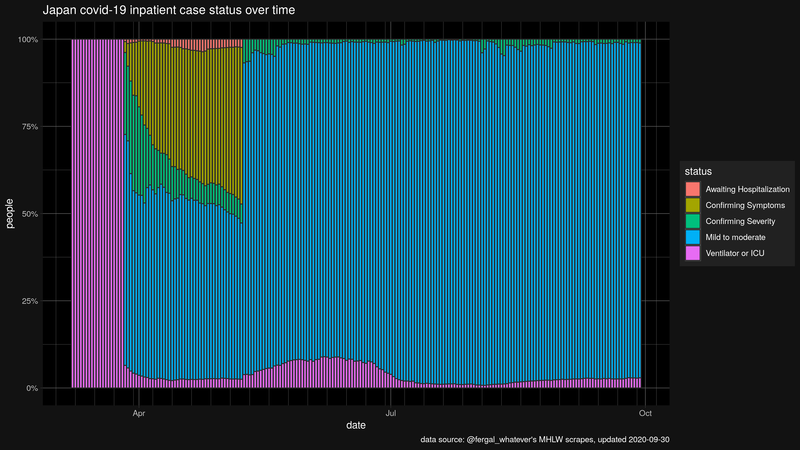 Japan covid-19 inpatient case status over time
100%
75%
50%
25%
0%
people
Apr
Jul
Oct
date
status
Awaiting Hospitalization
Confirming Symptoms
Confirming Severity
Mild to moderate
Ventilator or ICU
data source: @fergal_whatever's MHLW scrapes, updated 2020-09-30